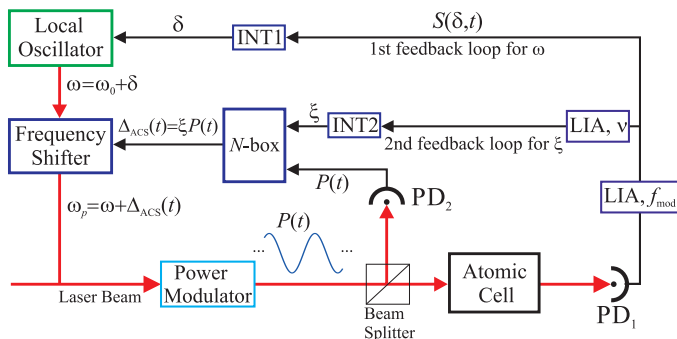 Local
Oscillator
δ
INT1
S(δ,t)
1st feedback loop for ω
ω=ω₀+δ
Frequency
Shifter
Δ_ACS(t)=ξP(t)
N-box
ξ
INT2
2nd feedback loop for ξ
LIA, ν
P(t)
PD₂
LIA, f_mod
ωₚ=ω+Δ_ACS(t)
P(t)
...
...
Laser Beam
Power
Modulator
Beam
Splitter
Atomic
Cell
PD₁